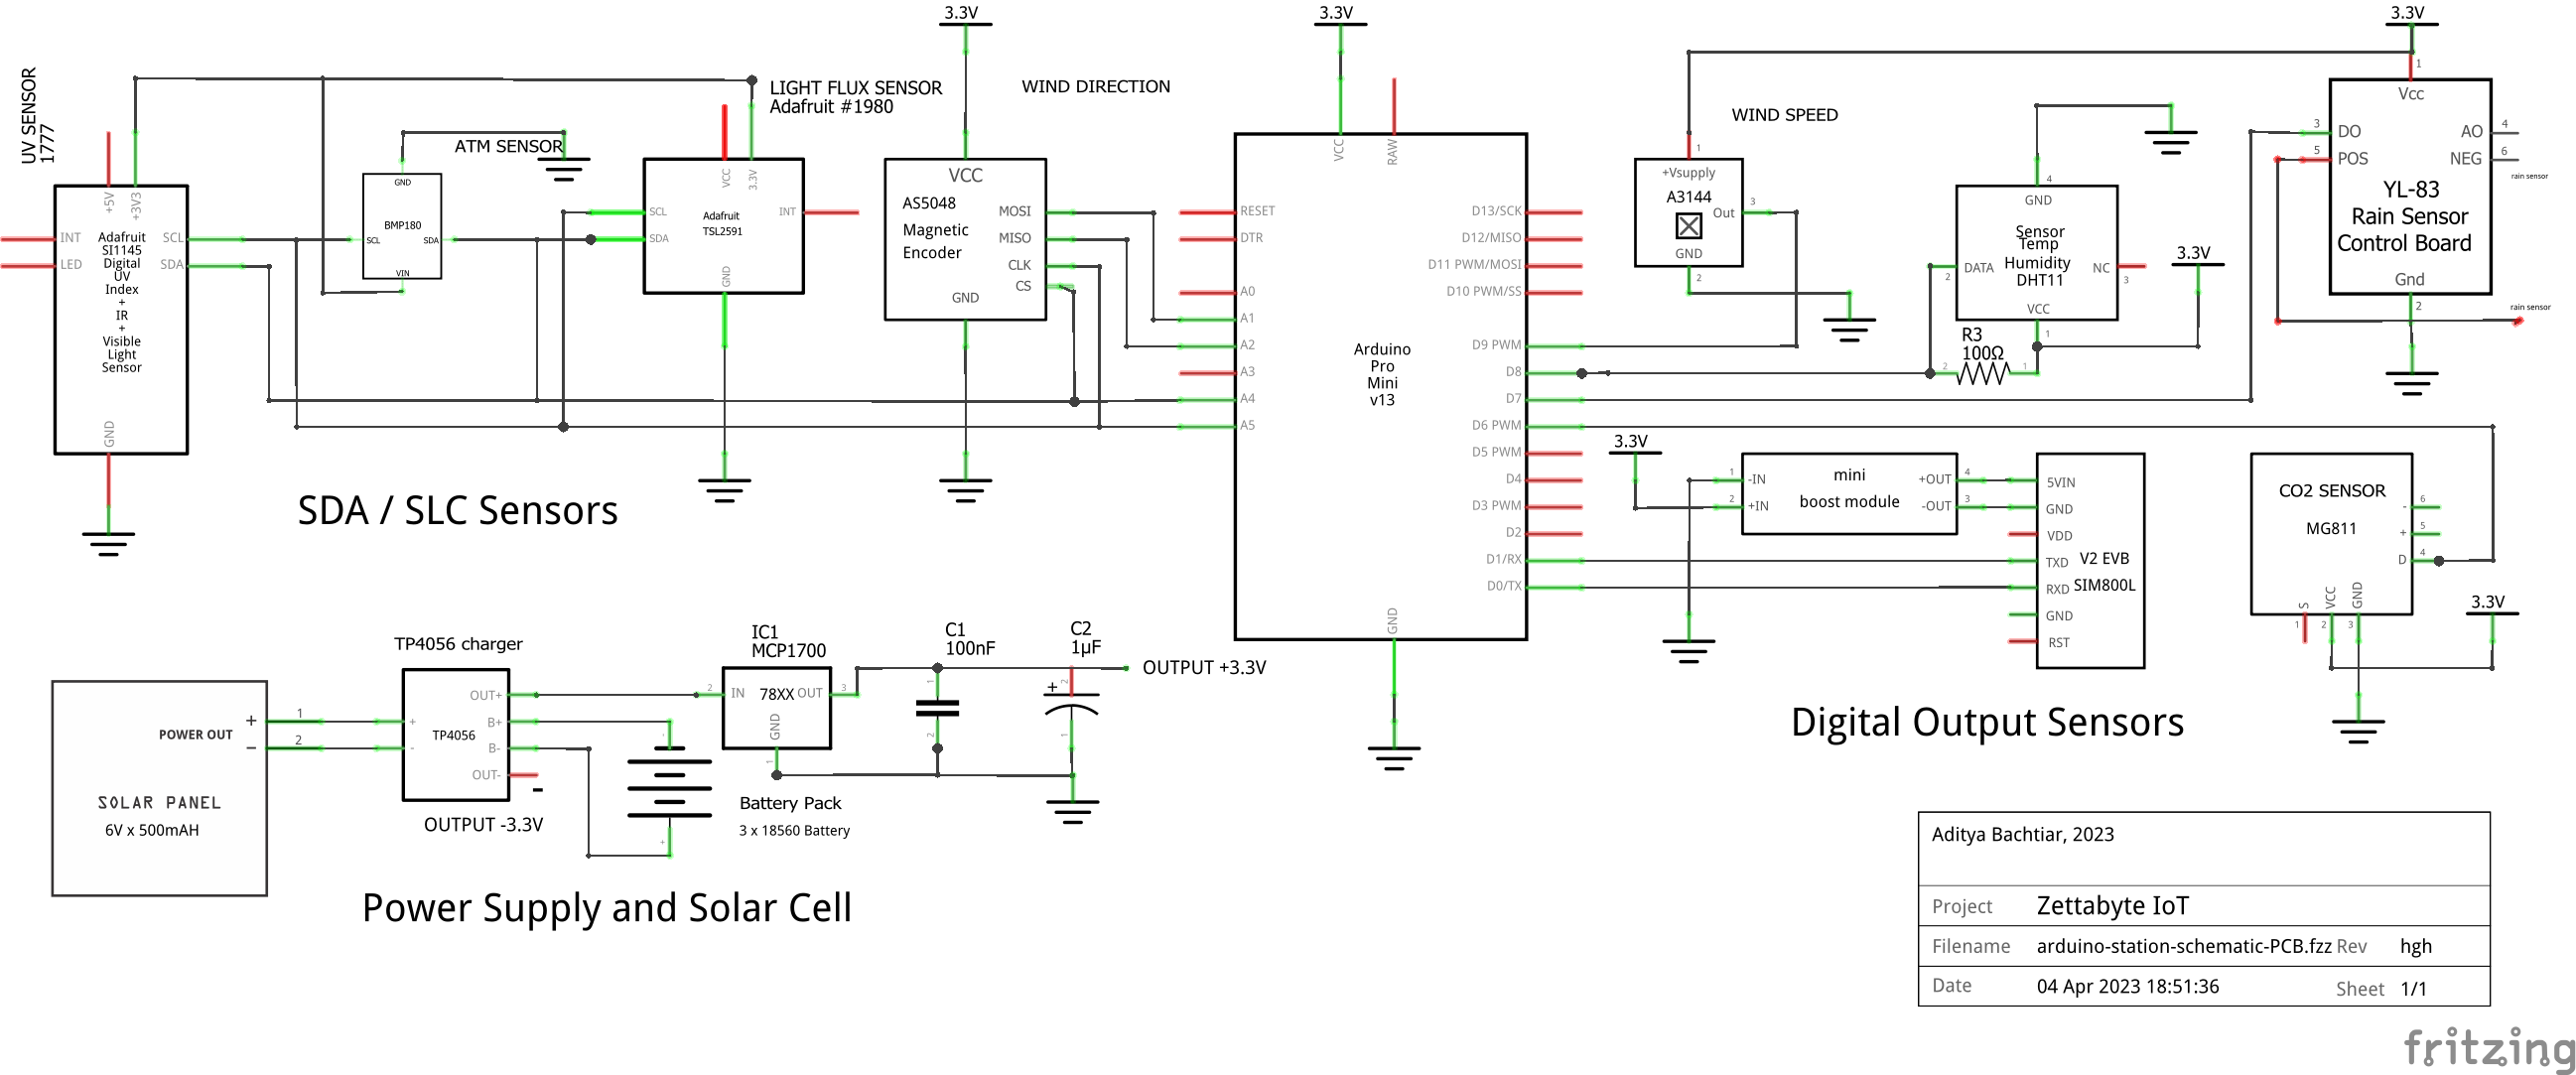 3.3V
3.3V
3.3V
UV SENSOR
1777
LIGHT FLUX SENSOR
Adafruit #1980
WIND DIRECTION
ATM SENSOR
WIND SPEED
+5V
+3V3
INT
LED
SCL
SDA
GND
Adafruit
SI1145
Digital
UV
Index
+
IR
+
Visible
Light
Sensor
GND
BMP180
SCL
SDA
VIN
VCC
3.3V
SCL
SDA
INT
GND
Adafruit
TSL2591
VCC
AS5048
Magnetic
Encoder
MOSI
MISO
CLK
CS
GND
SDA / SLC Sensors
VCC
RAW
RESET
DTR
A0
A1
A2
A3
A4
A5
Arduino
Pro
Mini
v13
D13/SCK
D12/MISO
D11 PWM/MOSI
D10 PWM/SS
D9 PWM
D8
D7
D6 PWM
D5 PWM
D4
D3 PWM
D2
D1/RX
D0/TX
GND
1
+Vsupply
A3144
Out
3
GND
2
4
GND
Sensor
Temp
Humidity
DHT11
DATA
2
NC
3
VCC
1
3.3V
R3
100Ω
2
1
1
Vcc
3
DO
5
POS
AO
4
NEG
6
YL-83
Rain Sensor
Control Board
Gnd
2
rain sensor
rain sensor
3.3V
1
-IN
2
+IN
mini
boost module
+OUT
4
-OUT
3
5VIN
GND
VDD
TXD
RXD
GND
RST
V2 EVB
SIM800L
CO2 SENSOR
MG811
-
6
+
5
D
4
S
VCC
GND
1
2
3
3.3V
Digital Output Sensors
TP4056 charger
POWER OUT
+
1
−
2
SOLAR PANEL
6V x 500mAH
+
-
TP4056
OUT+
B+
B-
OUT-
-
OUTPUT -3.3V
-
+
Battery Pack
3 x 18560 Battery
IC1
MCP1700
2
IN
78XX
OUT
3
GND
1
C1
100nF
1
2
C2
1µF
+
2
1
OUTPUT +3.3V
Power Supply and Solar Cell
Aditya Bachtiar, 2023
Project Zettabyte IoT
Filename arduino-station-schematic-PCB.fzz Rev hgh
Date 04 Apr 2023 18:51:36 Sheet 1/1
fritzing